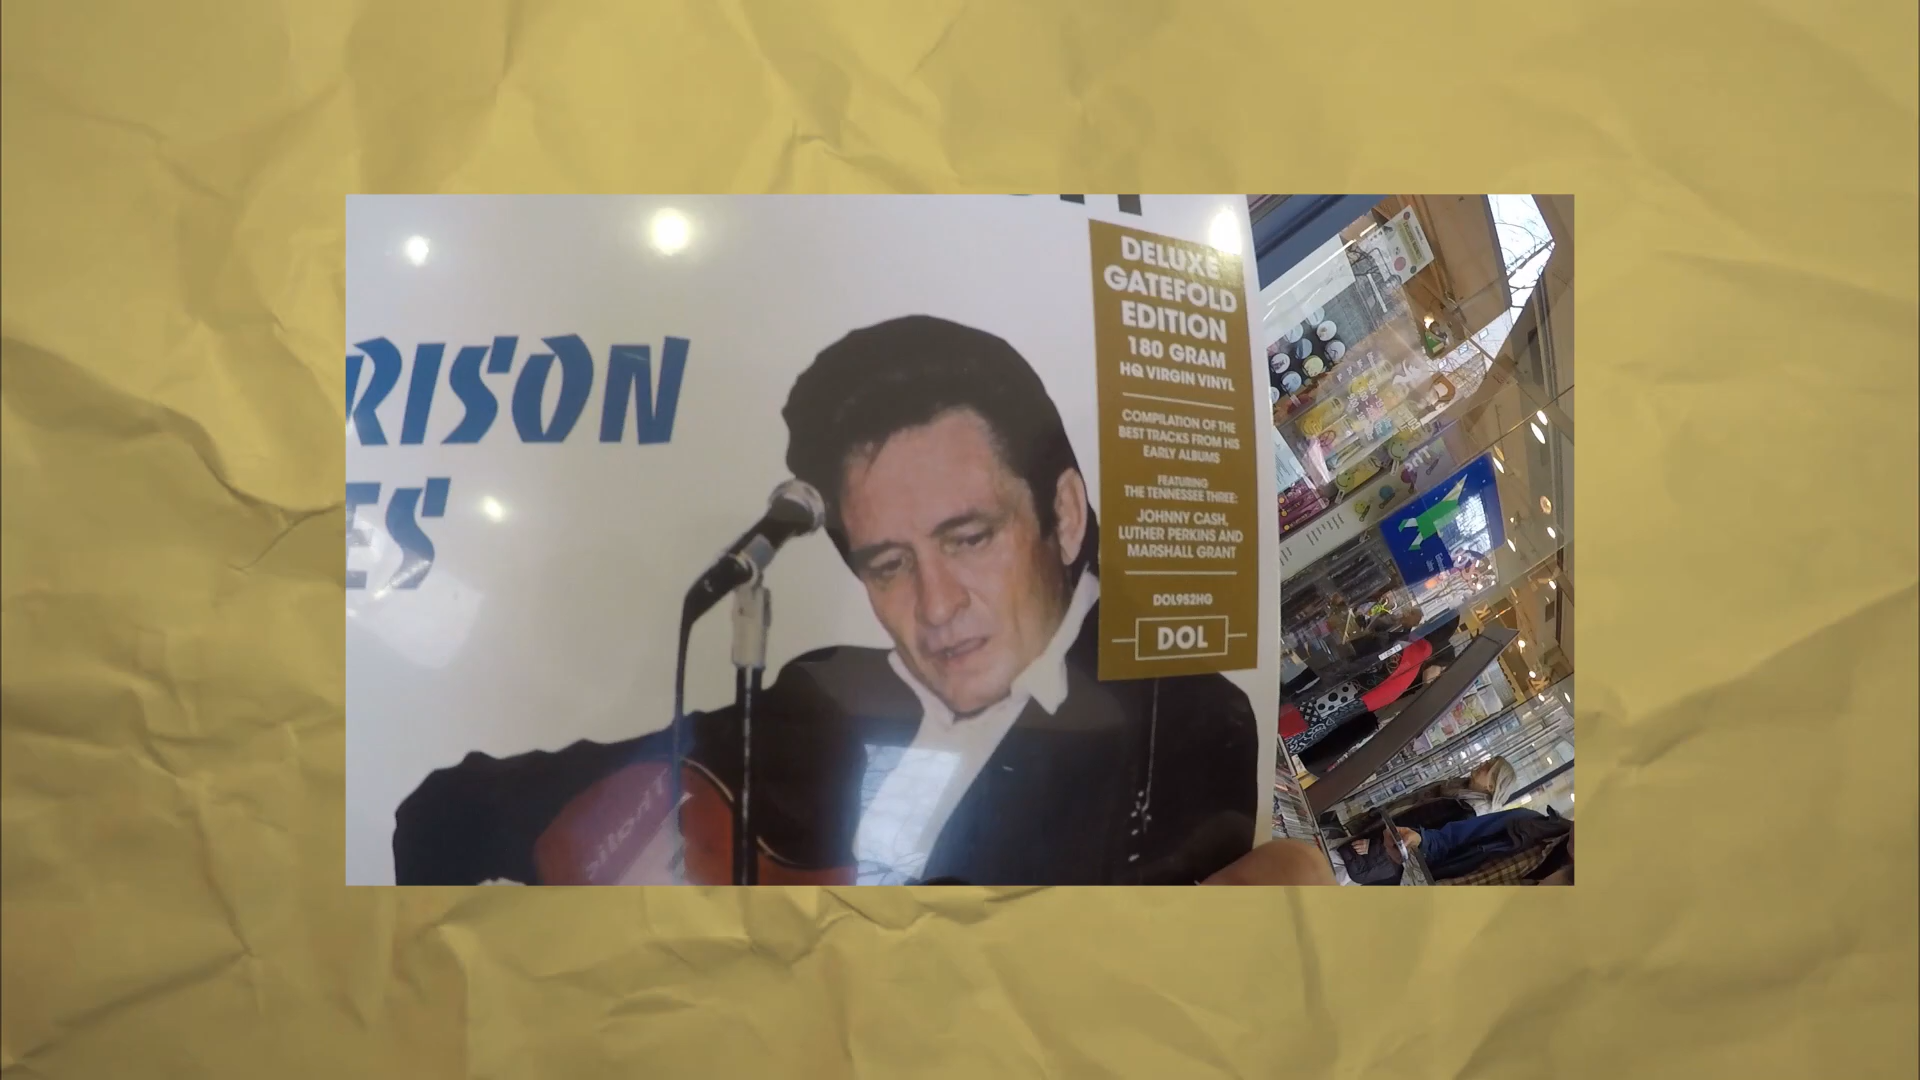 RISON
ES
DELUXE
GATEFOLD
EDITION
180 GRAM
HQ VIRGIN VINYL
COMPILATION OF THE
BEST TRACKS FROM HIS
EARLY ALBUMS
FEATURING
THE TENNESSEE THREE:
JOHNNY CASH,
LUTHER PERKINS AND
MARSHALL GRANT
DOL952HG
DOL